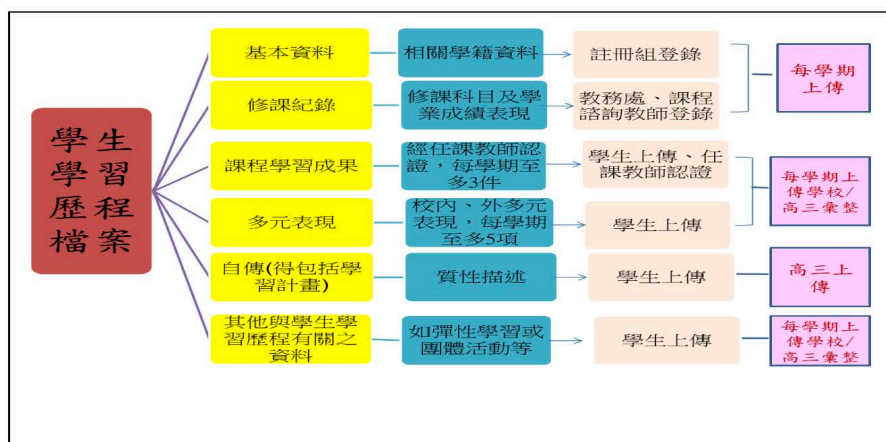 學生
學習
歷程
檔案
基本資料
相關學籍資料
註冊組登錄
每學期
上傳
修課紀錄
修課科目及學
業成績表現
教務處、課程
諮詢教師登錄
課程學習成果
經任課教師認
證,每學期至
多3件
學生上傳、任
課教師認證
每學期上
傳學校/
高三彙整
多元表現
校內、外多元
表現,每學期
至多5項
學生上傳
自傳(得包括學
習計畫)
質性描述
學生上傳
高三上
傳
其他與學生學
習歷程有關之
資料
如彈性學習或
團體活動等
學生上傳
每學期上
傳學校/
高三彙整